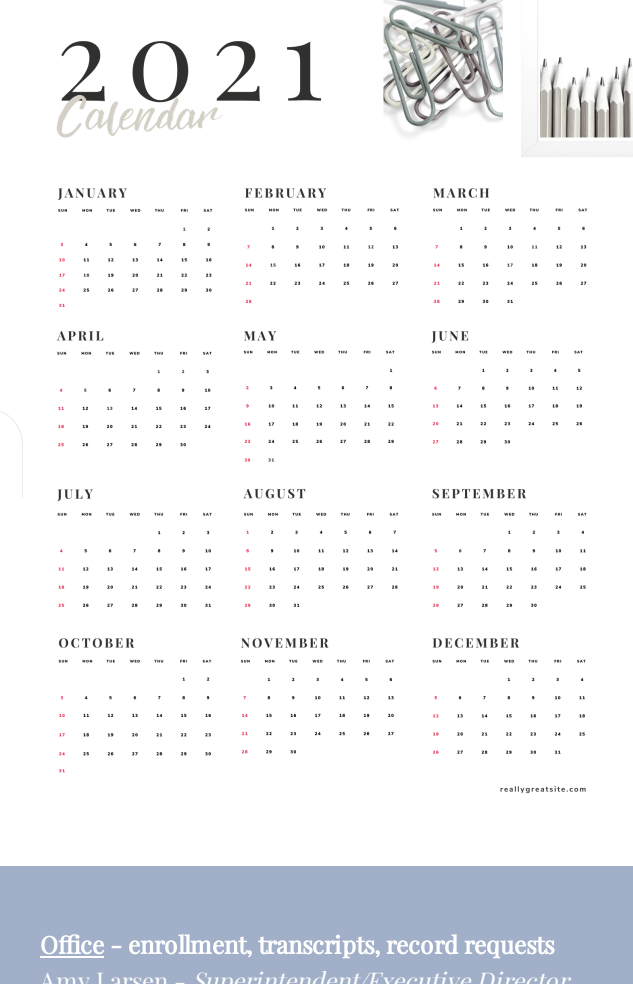 2021
Calendar
JANUARY
SUN MON TUE WED THU FRI SAT
1 2
3 4 5 6 7 8 9
10 11 12 13 14 15 16
17 18 19 20 21 22 23
24 25 26 27 28 29 30
31
FEBRUARY
SUN MON TUE WED THU FRI SAT
1 2 3 4 5 6
7 8 9 10 11 12 13
14 15 16 17 18 19 20
21 22 23 24 25 26 27
28
MARCH
SUN MON TUE WED THU FRI SAT
1 2 3 4 5 6
7 8 9 10 11 12 13
14 15 16 17 18 19 20
21 22 23 24 25 26 27
28 29 30 31
APRIL
SUN MON TUE WED THU FRI SAT
1 2 3
4 5 6 7 8 9 10
11 12 13 14 15 16 17
18 19 20 21 22 23 24
25 26 27 28 29 30
MAY
SUN MON TUE WED THU FRI SAT
1
2 3 4 5 6 7 8
9 10 11 12 13 14 15
16 17 18 19 20 21 22
23 24 25 26 27 28 29
30 31
JUNE
SUN MON TUE WED THU FRI SAT
1 2 3 4 5
6 7 8 9 10 11 12
13 14 15 16 17 18 19
20 21 22 23 24 25 26
27 28 29 30
JULY
SUN MON TUE WED THU FRI SAT
1 2 3
4 5 6 7 8 9 10
11 12 13 14 15 16 17
18 19 20 21 22 23 24
25 26 27 28 29 30 31
AUGUST
SUN MON TUE WED THU FRI SAT
1 2 3 4 5 6 7
8 9 10 11 12 13 14
15 16 17 18 19 20 21
22 23 24 25 26 27 28
29 30 31
SEPTEMBER
SUN MON TUE WED THU FRI SAT
1 2 3 4
5 6 7 8 9 10 11
12 13 14 15 16 17 18
19 20 21 22 23 24 25
26 27 28 29 30
OCTOBER
SUN MON TUE WED THU FRI SAT
1 2
3 4 5 6 7 8 9
10 11 12 13 14 15 16
17 18 19 20 21 22 23
24 25 26 27 28 29 30
31
NOVEMBER
SUN MON TUE WED THU FRI SAT
1 2 3 4 5 6
7 8 9 10 11 12 13
14 15 16 17 18 19 20
21 22 23 24 25 26 27
28 29 30
DECEMBER
SUN MON TUE WED THU FRI SAT
1 2 3 4
5 6 7 8 9 10 11
12 13 14 15 16 17 18
19 20 21 22 23 24 25
26 27 28 29 30 31
reallygreatsite.com
Office - enrollment, transcripts, record requests
Amy Larsen - Superintendent/Executive Director